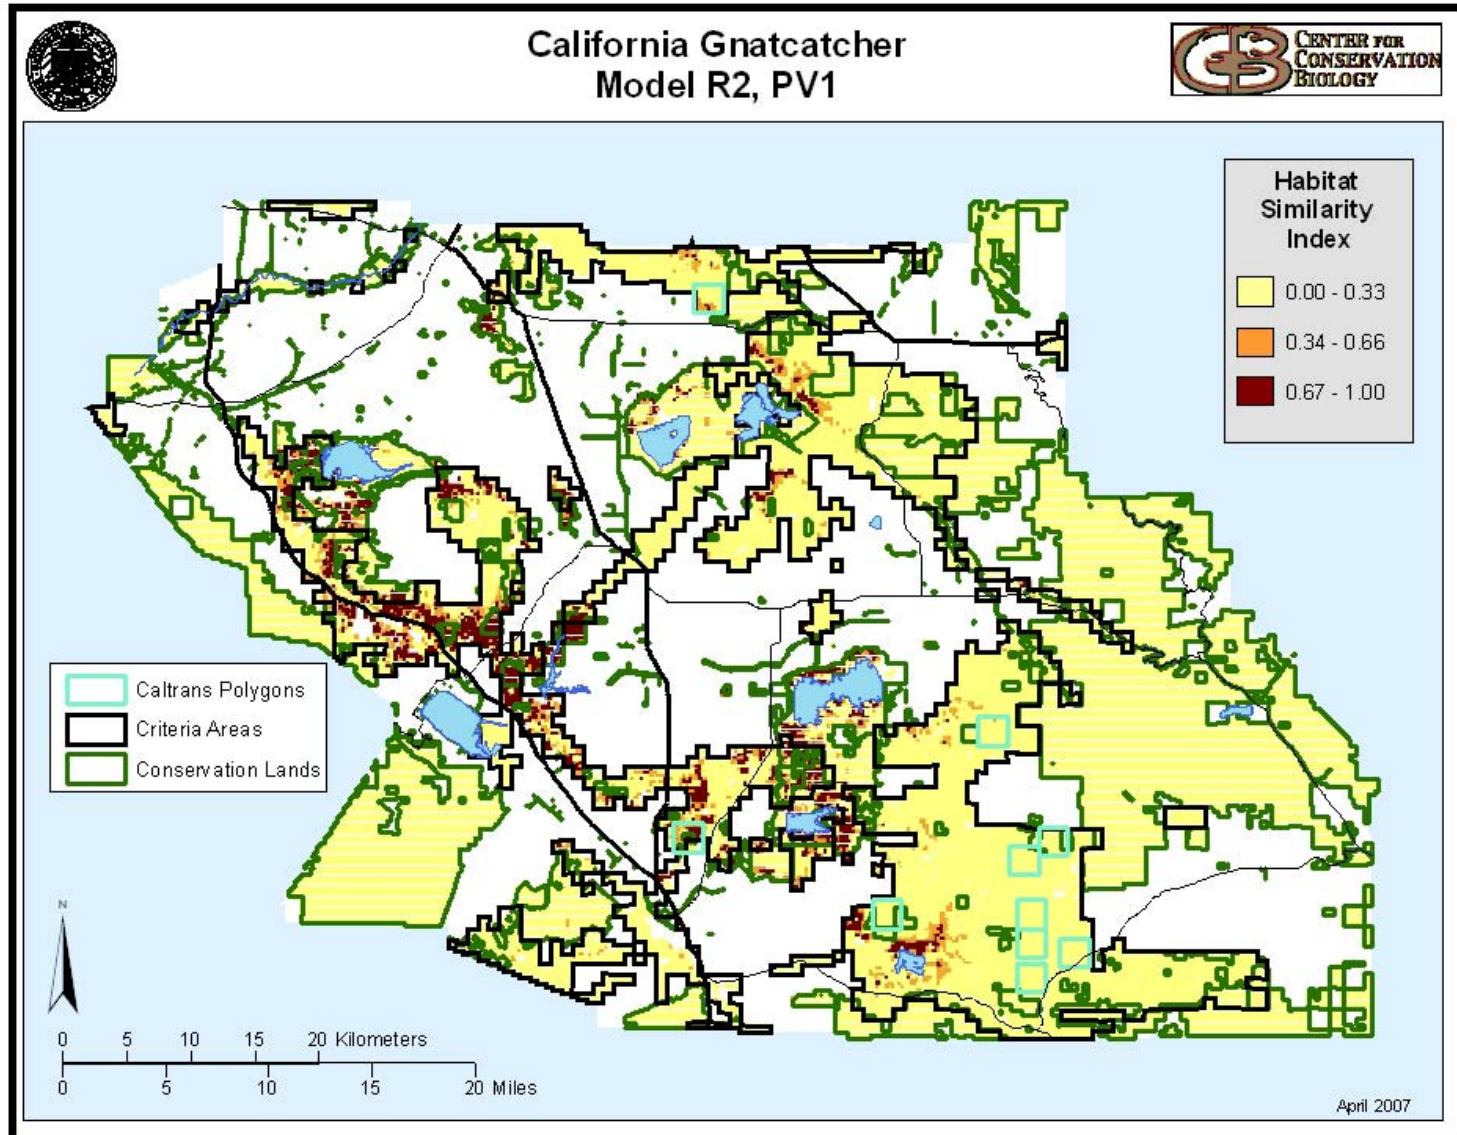 California Gnatcatcher
Model R2, PV1
CENTER FOR
CONSERVATION
BIOLOGY
Habitat
Similarity
Index
0.00 - 0.33
0.34 - 0.66
0.67 - 1.00
Caltrans Polygons
Criteria Areas
Conservation Lands
N
0 5 10 15 20 Kilometers
0 5 10 15 20 Miles
April 2007